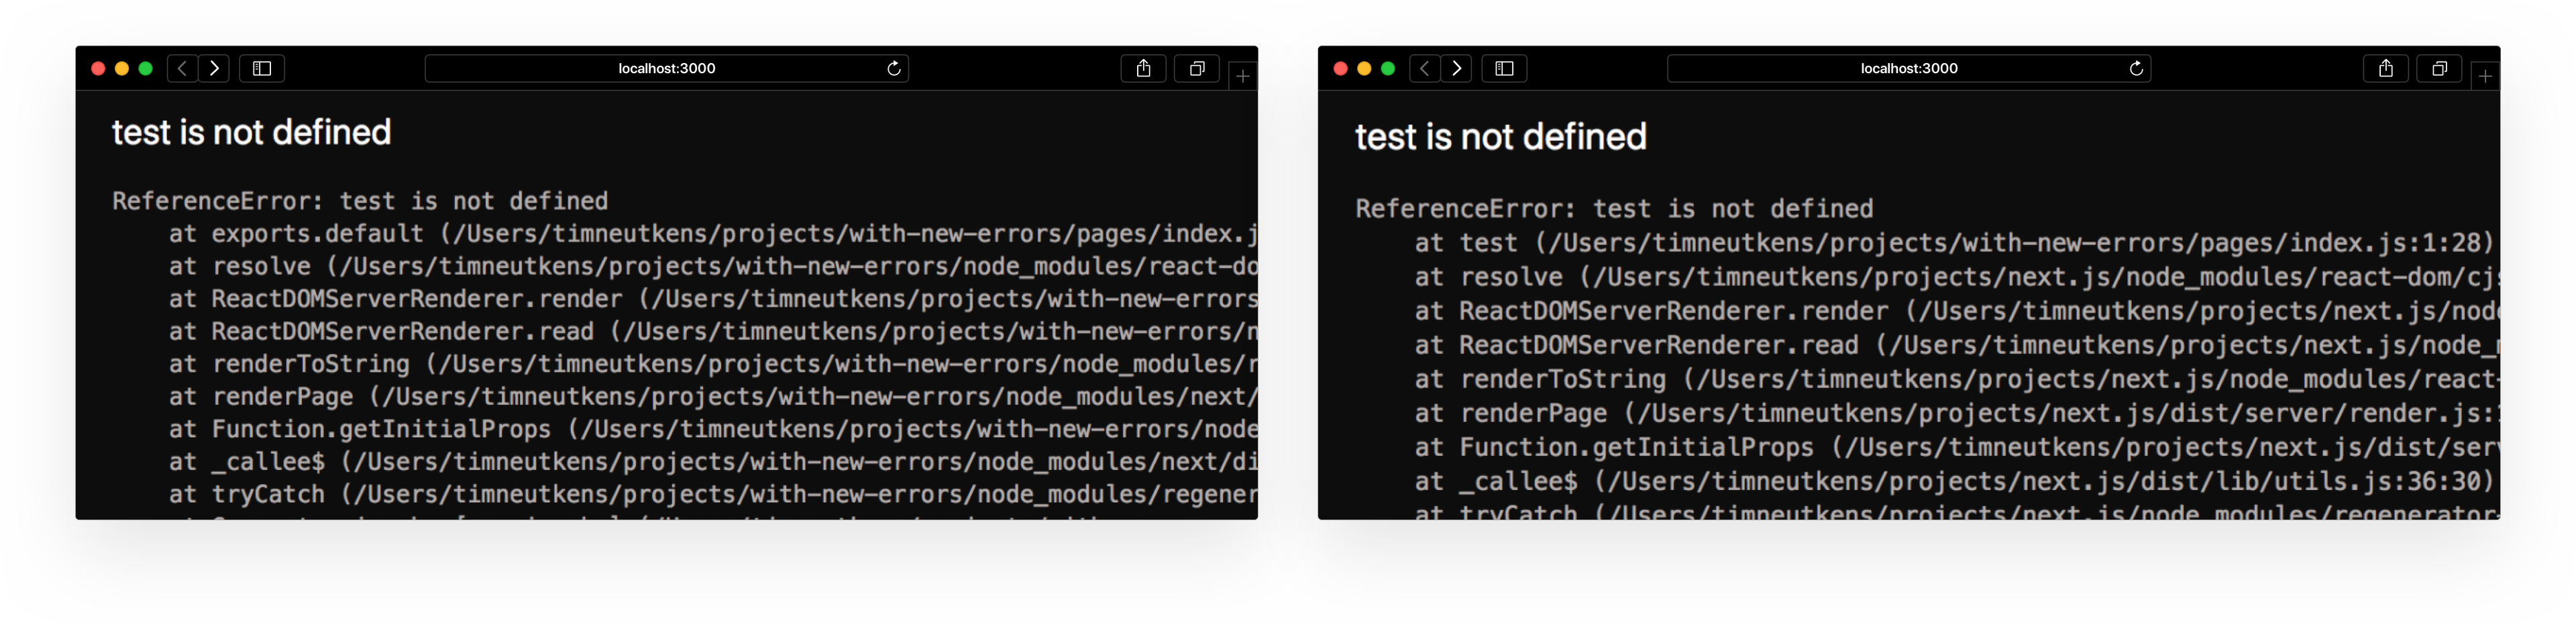 localhost:3000
test is not defined
ReferenceError: test is not defined
at exports.default (/Users/timneutkens/projects/with-new-errors/pages/index.j
at resolve (/Users/timneutkens/projects/with-new-errors/node_modules/react-do
at ReactDOMServerRenderer.render (/Users/timneutkens/projects/with-new-errors
at ReactDOMServerRenderer.read (/Users/timneutkens/projects/with-new-errors/n
at renderToString (/Users/timneutkens/projects/with-new-errors/node_modules/r
at renderPage (/Users/timneutkens/projects/with-new-errors/node_modules/next/
at Function.getInitialProps (/Users/timneutkens/projects/with-new-errors/node
at _callee$ (/Users/timneutkens/projects/with-new-errors/node_modules/next/di
at tryCatch (/Users/timneutkens/projects/with-new-errors/node_modules/regener
localhost:3000
test is not defined
ReferenceError: test is not defined
at test (/Users/timneutkens/projects/with-new-errors/pages/index.js:1:28)
at resolve (/Users/timneutkens/projects/next.js/node_modules/react-dom/cj
at ReactDOMServerRenderer.render (/Users/timneutkens/projects/next.js/nod
at ReactDOMServerRenderer.read (/Users/timneutkens/projects/next.js/node_
at renderToString (/Users/timneutkens/projects/next.js/node_modules/react-
at renderPage (/Users/timneutkens/projects/next.js/dist/server/render.js:
at Function.getInitialProps (/Users/timneutkens/projects/next.js/dist/ser
at _callee$ (/Users/timneutkens/projects/next.js/dist/lib/utils.js:36:30)
at tryCatch (/Users/timneutkens/projects/next.js/node_modules/regenerator-